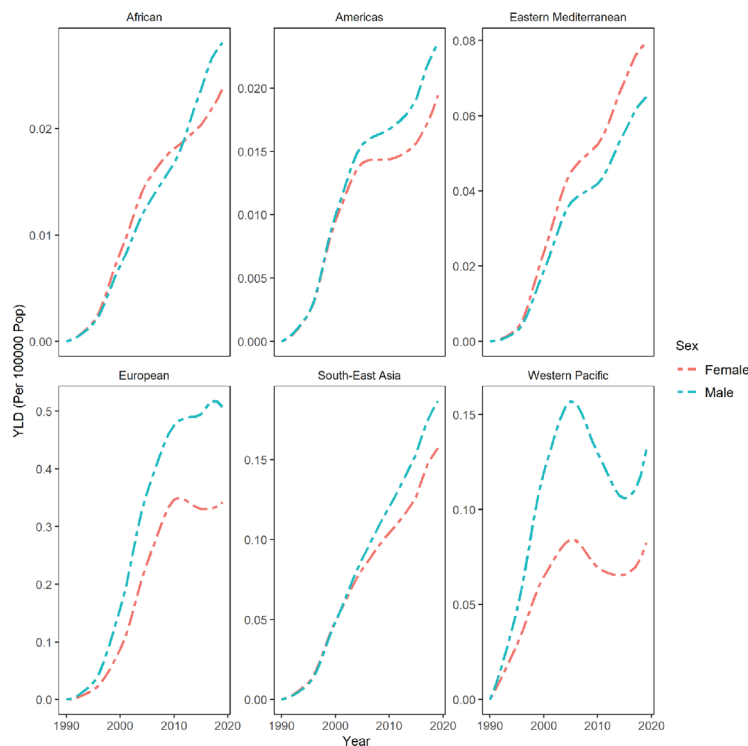 African
Americas
Eastern Mediterranean
0.02
0.01
0.00
0.020
0.015
0.010
0.005
0.000
0.08
0.06
0.04
0.02
0.00
YLD (Per 100000 Pop)
Sex
Female
Male
European
South-East Asia
Western Pacific
0.5
0.4
0.3
0.2
0.1
0.0
0.15
0.10
0.05
0.00
0.15
0.10
0.05
0.00
1990 2000 2010 2020
1990 2000 2010 2020
1990 2000 2010 2020
Year